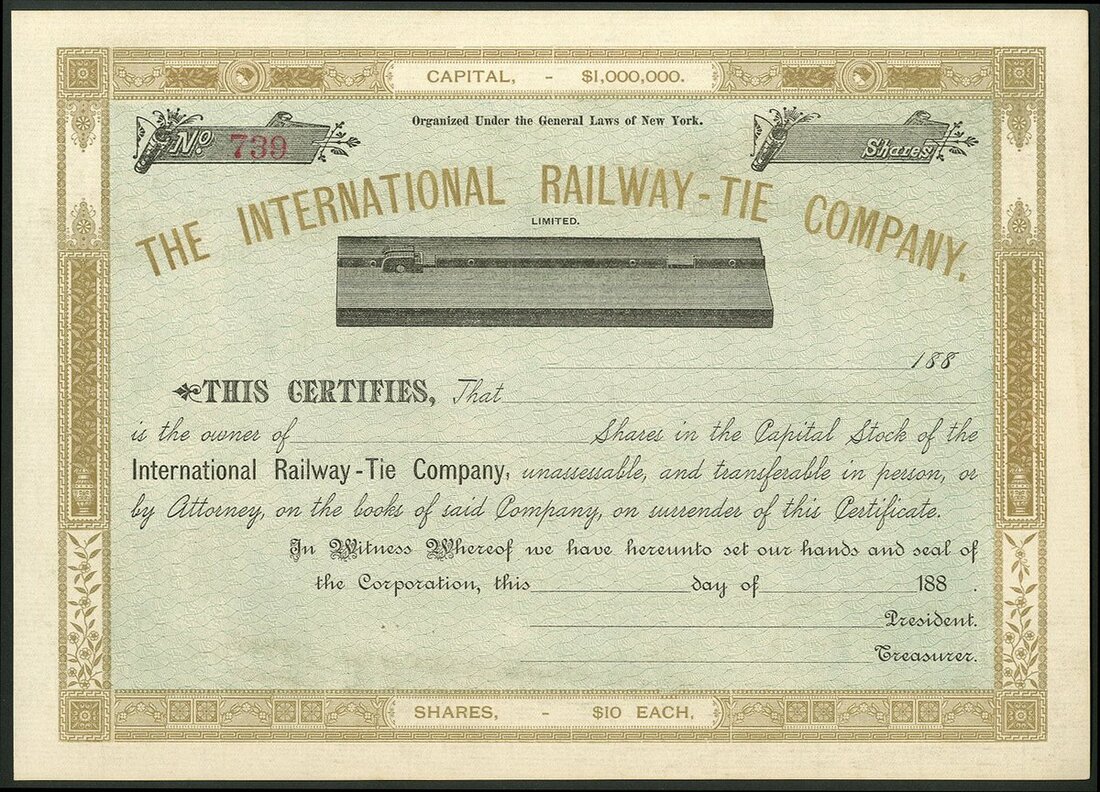 CAPITAL, - $1,000,000.
Organized Under the General Laws of New York.
No. 739
Shares
THE INTERNATIONAL RAILWAY-TIE COMPANY.
LIMITED.
188
THIS CERTIFIES, That
is the owner of Shares in the Capital Stock of the
International Railway-Tie Company, unassessable, and transferable in person, or
by Attorney, on the books of said Company, on surrender of this Certificate.
In Witness Whereof we have hereunto set our hands and seal of
the Corporation, this day of 188 .
President.
Treasurer.
SHARES, - $10 EACH,